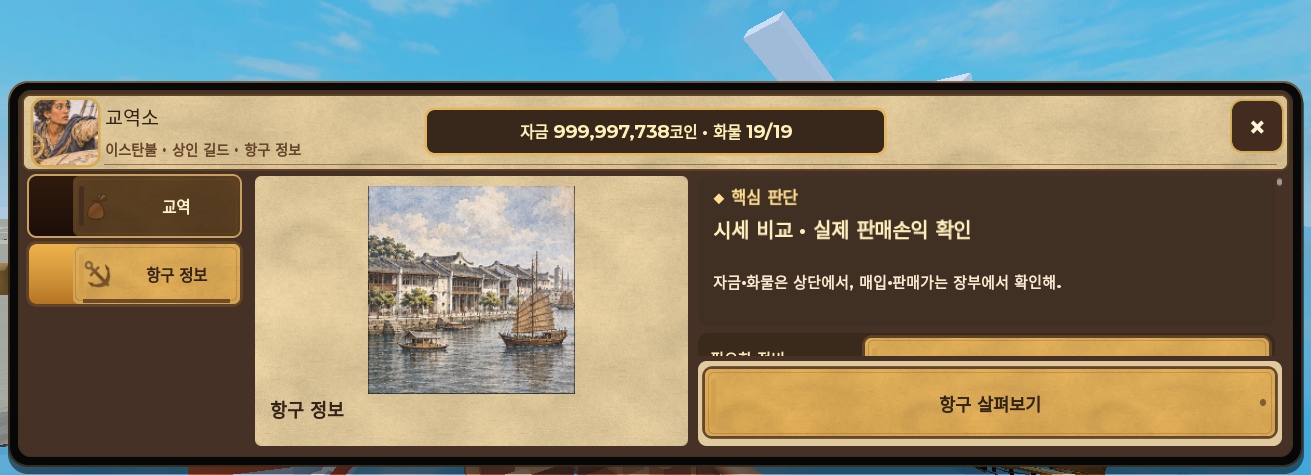 교역소
이스탄불 • 상인 길드 • 항구 정보
자금 999,997,738코인 • 화물 19/19
×
교역
항구 정보
항구 정보
◆ 핵심 판단
시세 비교 • 실제 판매손익 확인
자금•화물은 상단에서, 매입•판매가는 장부에서 확인해.
항구 살펴보기